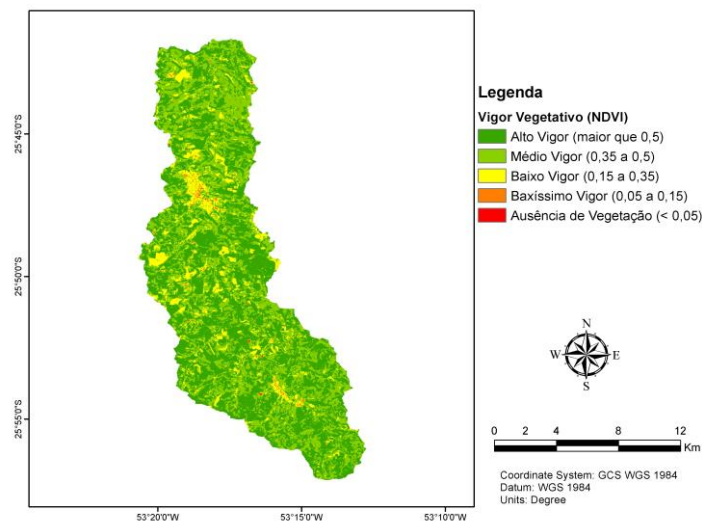 Legenda
Vigor Vegetativo (NDVI)
Alto Vigor (maior que 0,5)
Médio Vigor (0,35 a 0,5)
Baixo Vigor (0,15 a 0,35)
Baxíssimo Vigor (0,05 a 0,15)
Ausência de Vegetação (< 0,05)
25°45'0"S
25°50'0"S
25°55'0"S
N
W E
S
0 2 4 8 12
Km
Coordinate System: GCS WGS 1984
Datum: WGS 1984
Units: Degree
53°20'0"W 53°15'0"W 53°10'0"W